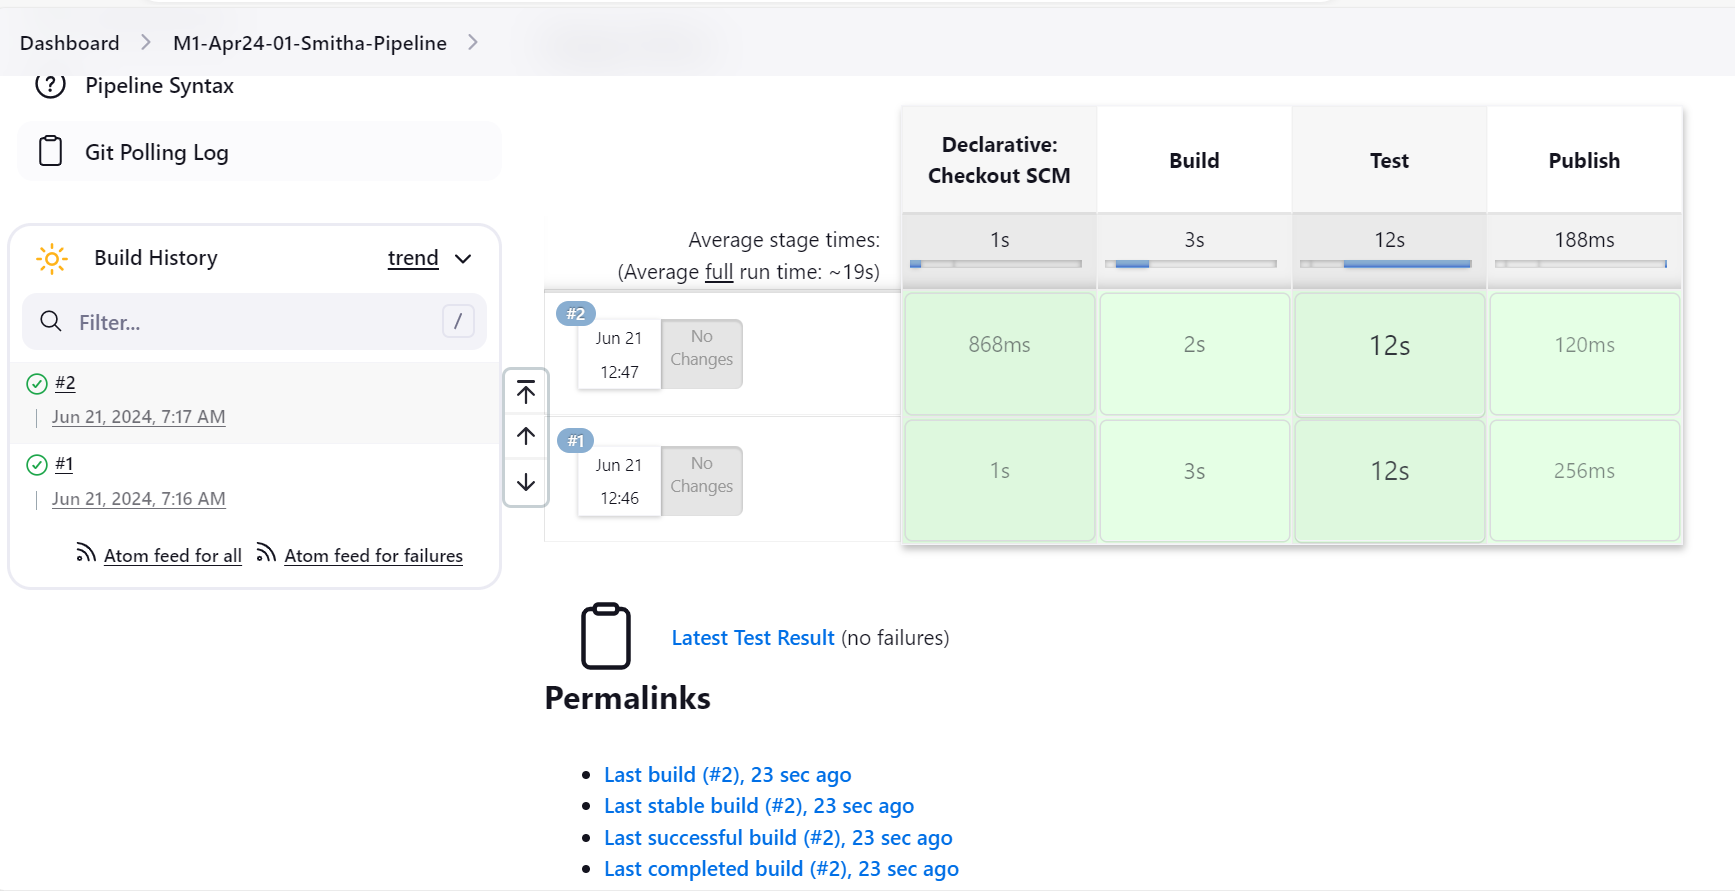 Dashboard
M1-Apr24-01-Smitha-Pipeline
Pipeline Syntax
Git Polling Log
Build History
trend
Filter...
/
#2
Jun 21, 2024, 7:17 AM
#1
Jun 21, 2024, 7:16 AM
Atom feed for all
Atom feed for failures
Declarative:
Checkout SCM
Build
Test
Publish
Average stage times:
(Average full run time: ~19s)
1s
3s
12s
188ms
#2
Jun 21
12:47
No
Changes
868ms
2s
12s
120ms
#1
Jun 21
12:46
No
Changes
1s
3s
12s
256ms
Latest Test Result (no failures)
Permalinks
Last build (#2), 23 sec ago
Last stable build (#2), 23 sec ago
Last successful build (#2), 23 sec ago
Last completed build (#2), 23 sec ago